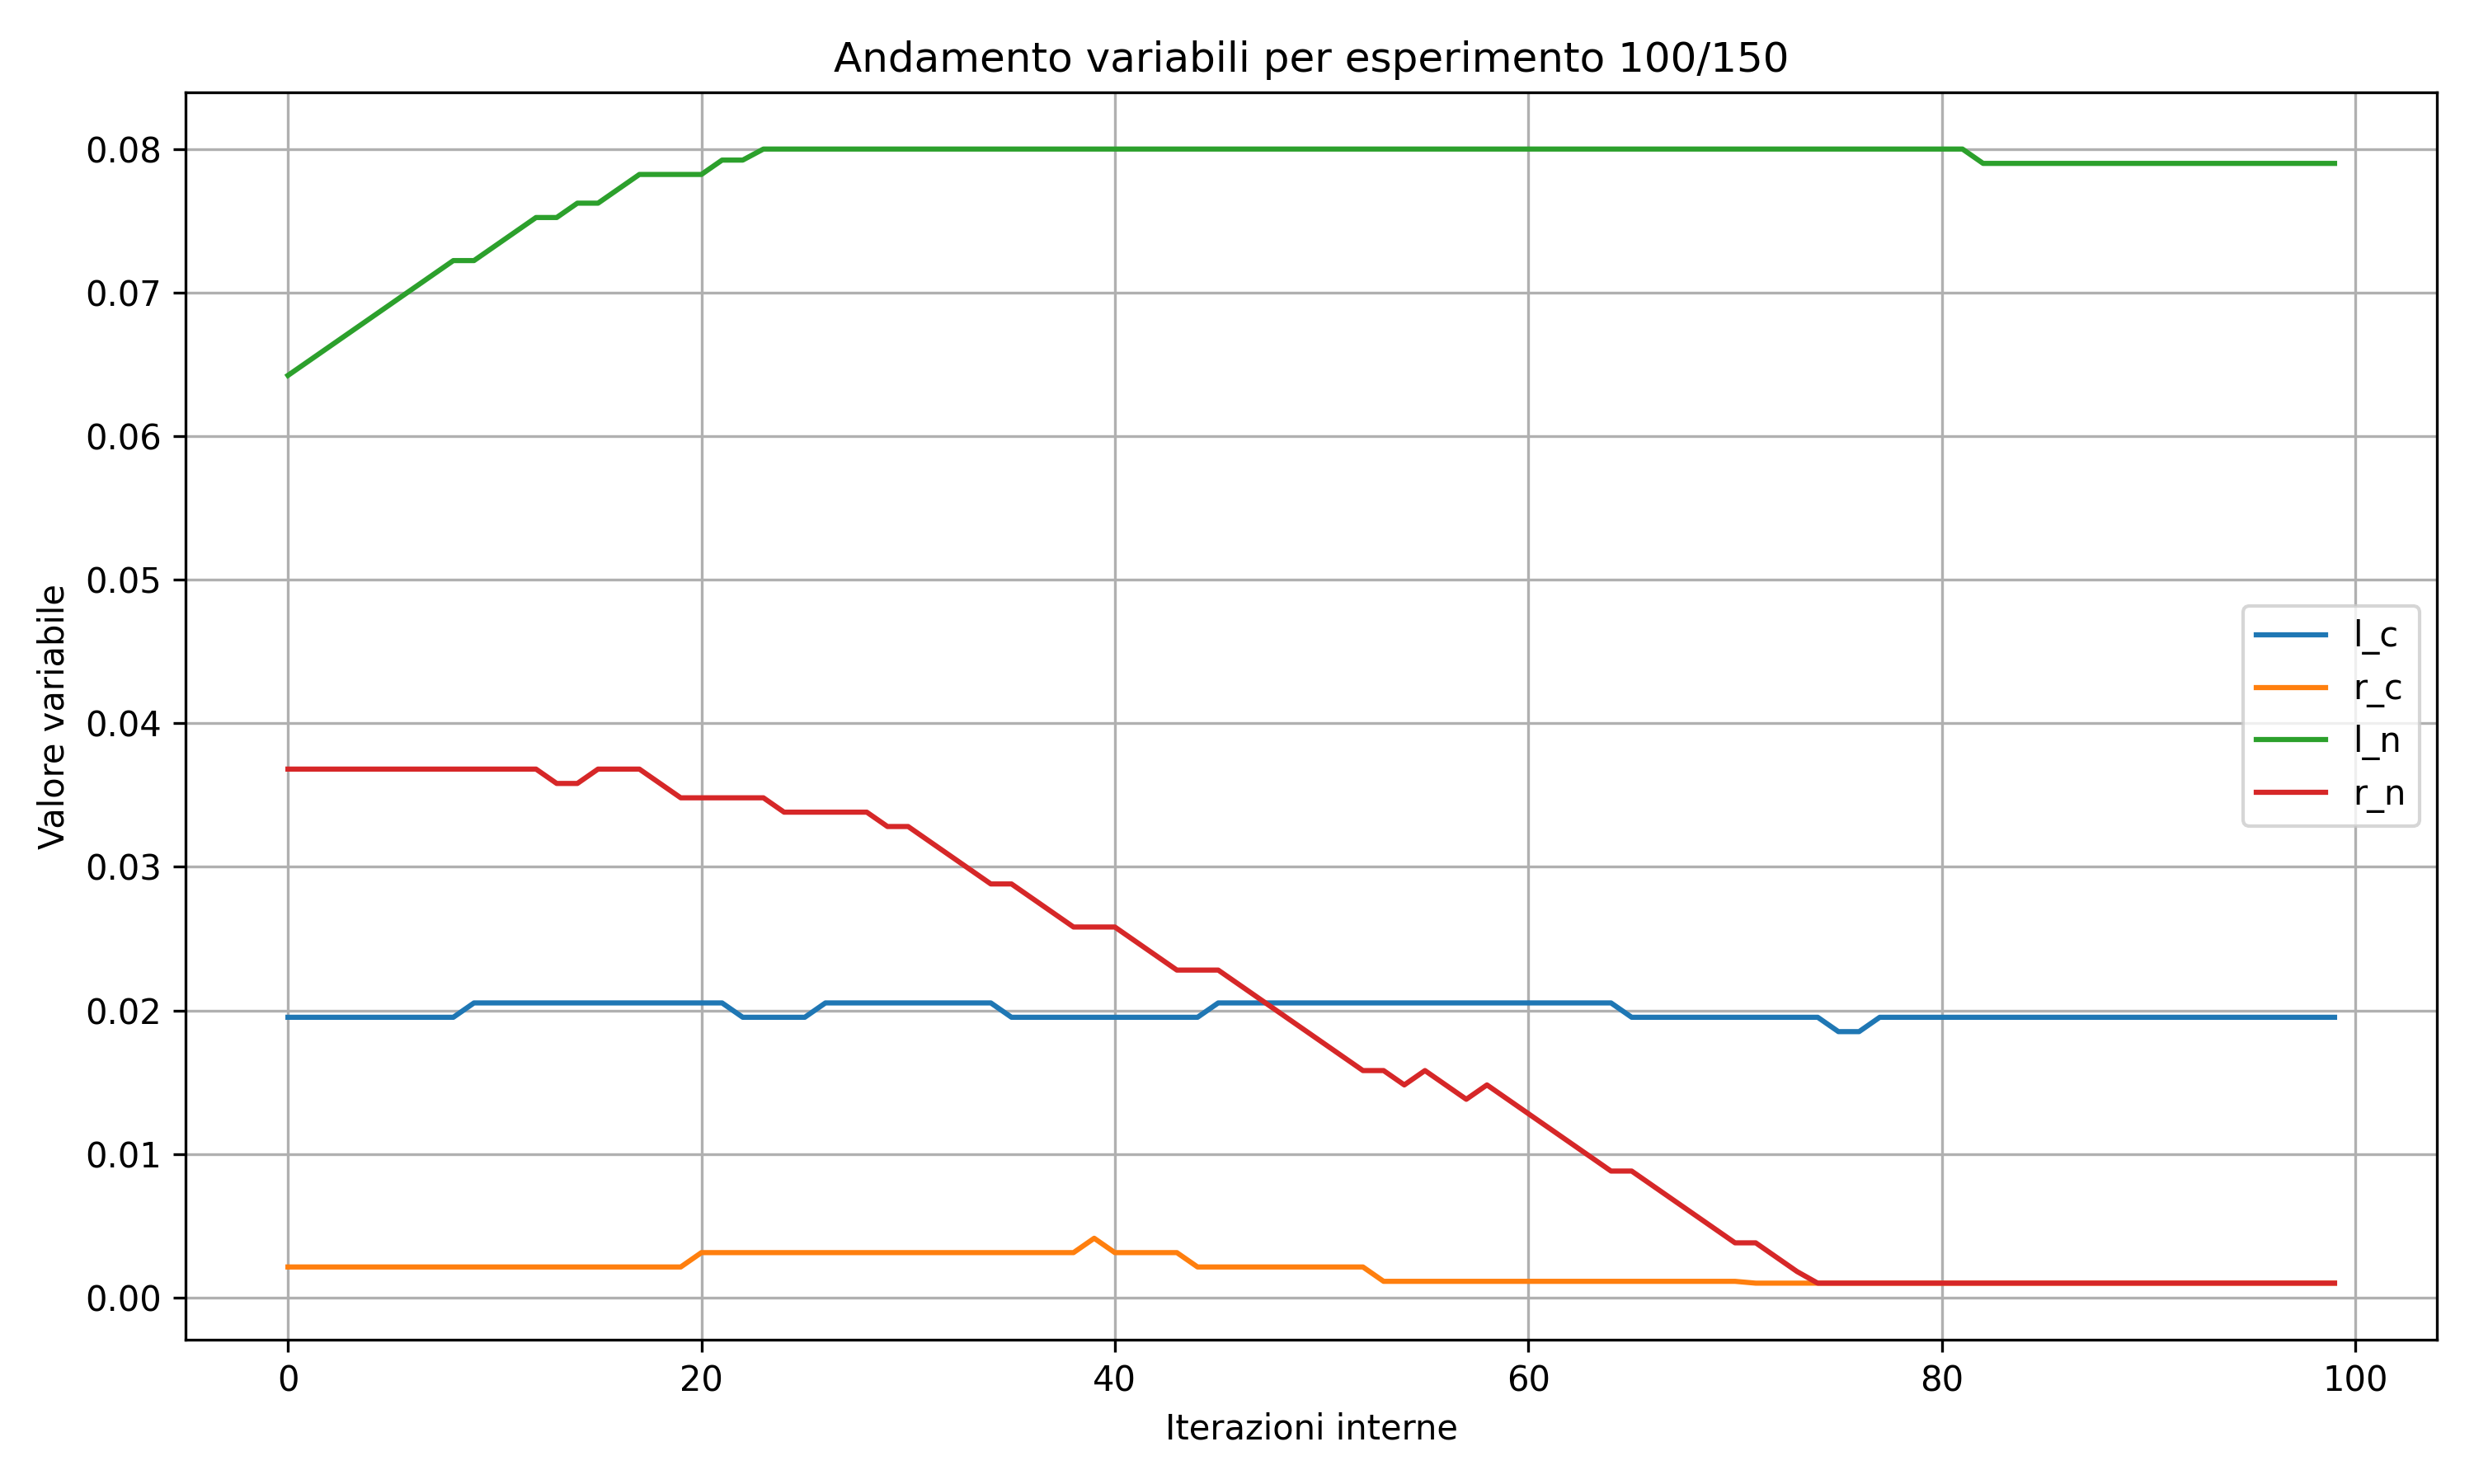 Andamento variabili per esperimento 100/150
Valore variabile
0.08
0.07
0.06
0.05
0.04
0.03
0.02
0.01
0.00
l_c
r_c
l_n
r_n
0 20 40 60 80 100
Iterazioni interne